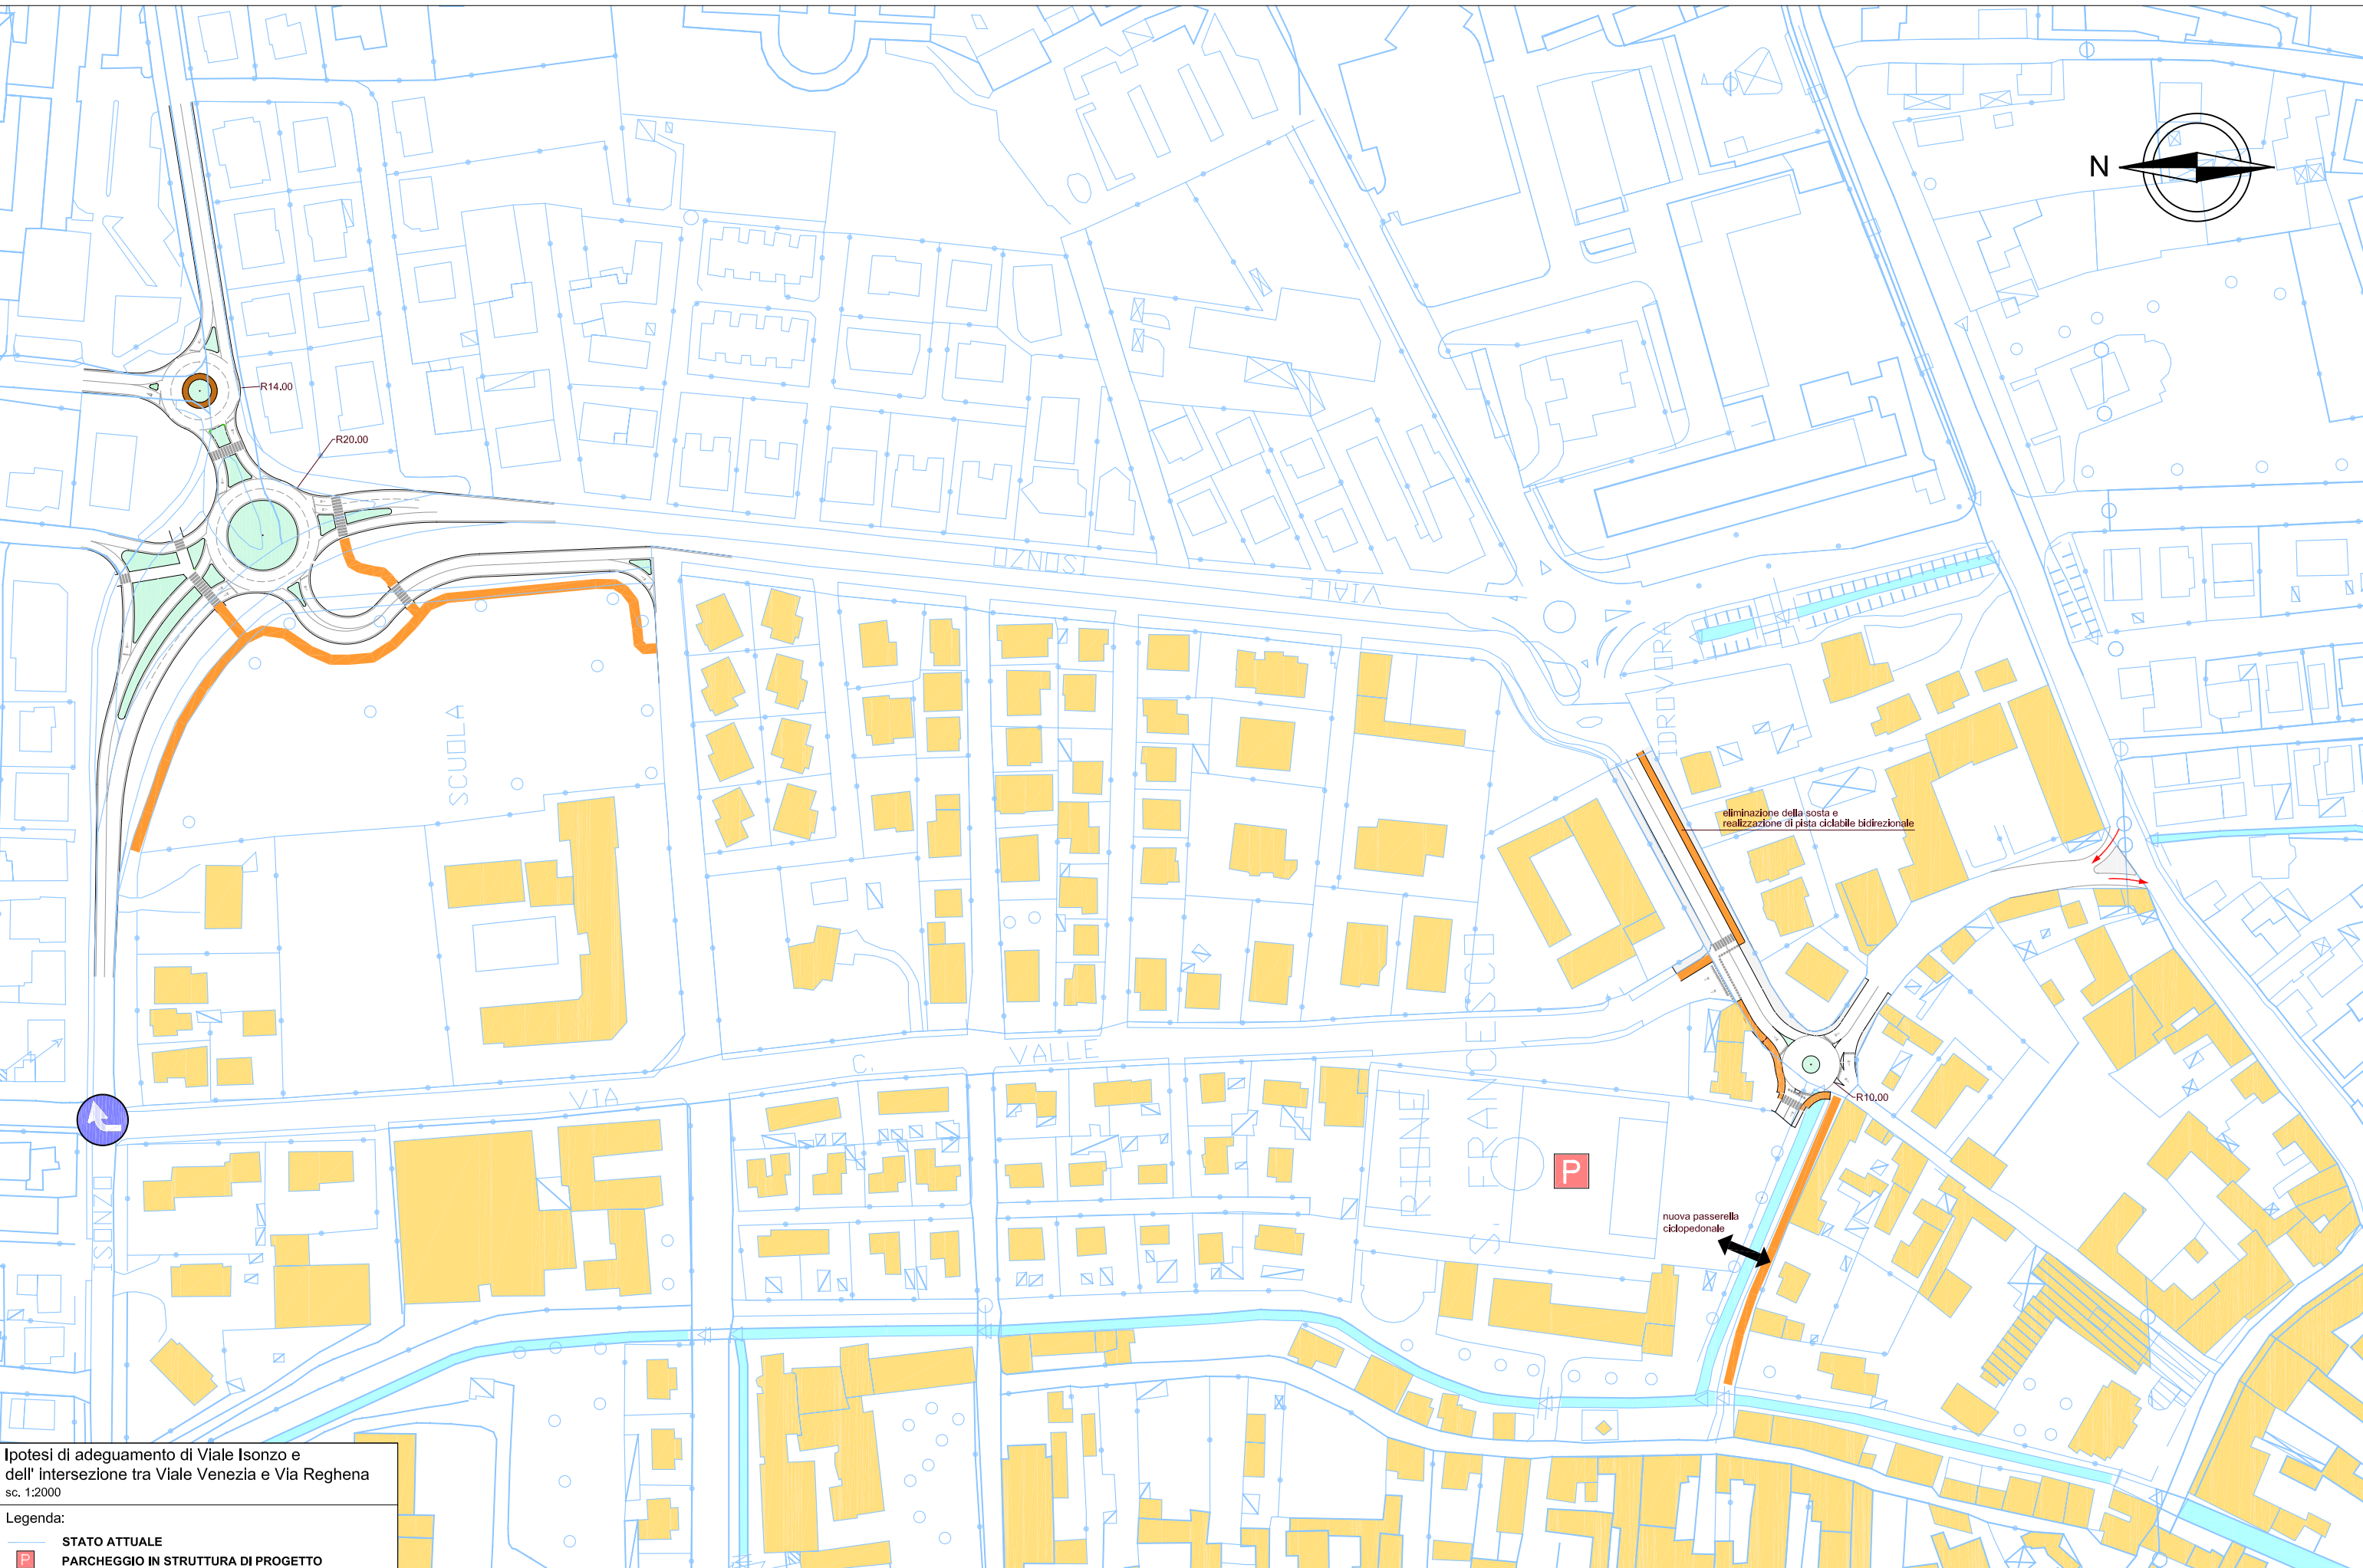 N
R14.00
R20.00
VIALE
ISONZO
IDRO
SCUOLA
eliminazione della sosta e
realizzazione di pista ciclabile bidirezionale
VIA
C.
VALLE
RIONE
S. FRANCESCO
P
R10.00
nuova passerella
ciclopedonale
Ipotesi di adeguamento di Viale Isonzo e
dell' intersezione tra Viale Venezia e Via Reghena
sc. 1:2000
Legenda:
STATO ATTUALE
P PARCHEGGIO IN STRUTTURA DI PROGETTO